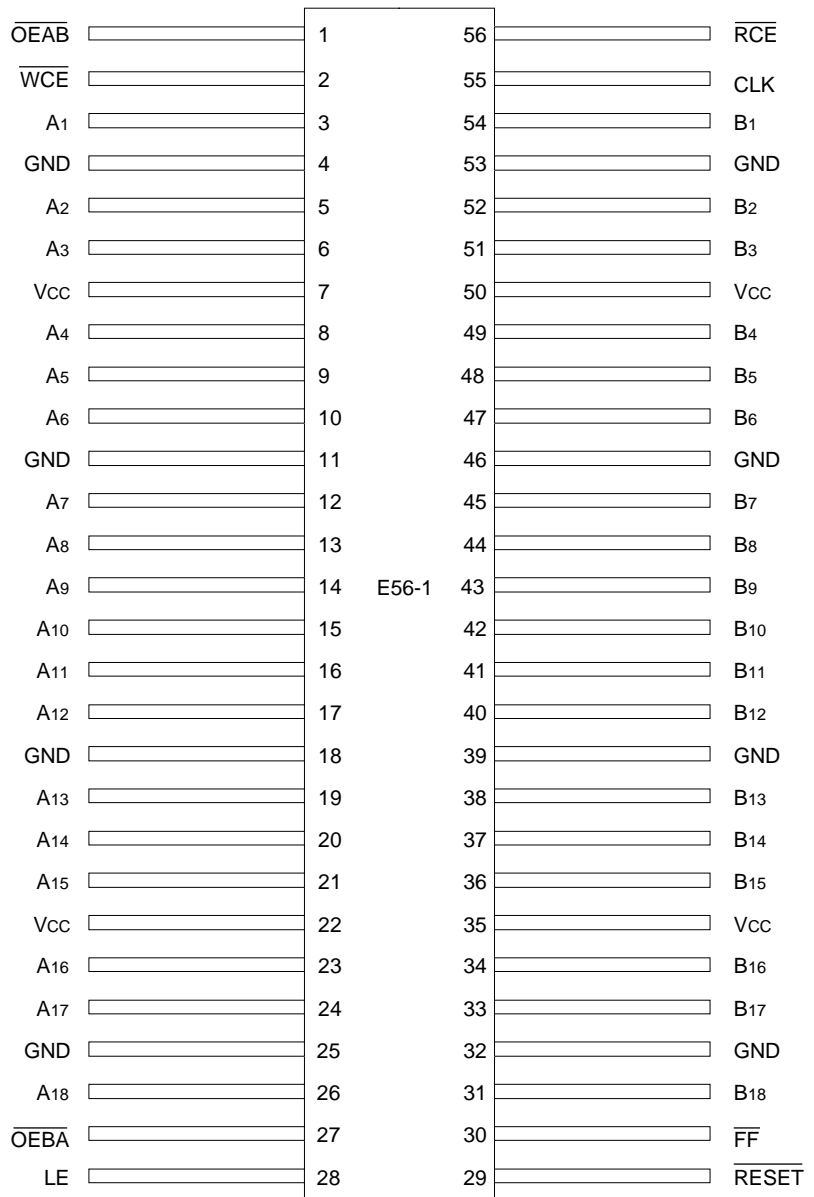 OEAB 1 56 RCE
WCE 2 55 CLK
A1 3 54 B1
GND 4 53 GND
A2 5 52 B2
A3 6 51 B3
VCC 7 50 VCC
A4 8 49 B4
A5 9 48 B5
A6 10 47 B6
GND 11 46 GND
A7 12 45 B7
A8 13 44 B8
A9 14 E56-1 43 B9
A10 15 42 B10
A11 16 41 B11
A12 17 40 B12
GND 18 39 GND
A13 19 38 B13
A14 20 37 B14
A15 21 36 B15
VCC 22 35 VCC
A16 23 34 B16
A17 24 33 B17
GND 25 32 GND
A18 26 31 B18
OEBA 27 30 FF
LE 28 29 RESET